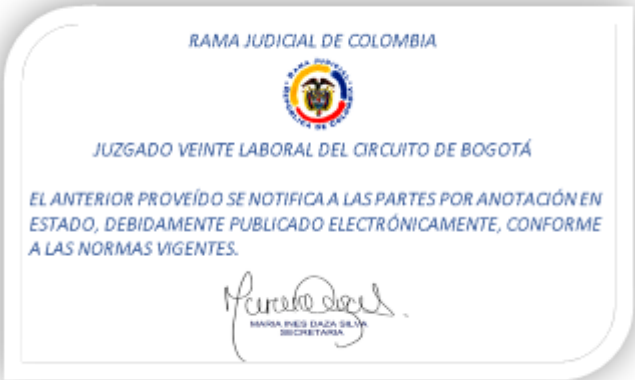 RAMA JUDICIAL DE COLOMBIA
JUZGADO VEINTE LABORAL DEL CIRCUITO DE BOGOTÁ
EL ANTERIOR PROVEÍDO SE NOTIFICA A LAS PARTES POR ANOTACIÓN EN
ESTADO, DEBIDAMENTE PUBLICADO ELECTRÓNICAMENTE, CONFORME
A LAS NORMAS VIGENTES.
MARIA INES DAZA SILVA
SECRETARIA